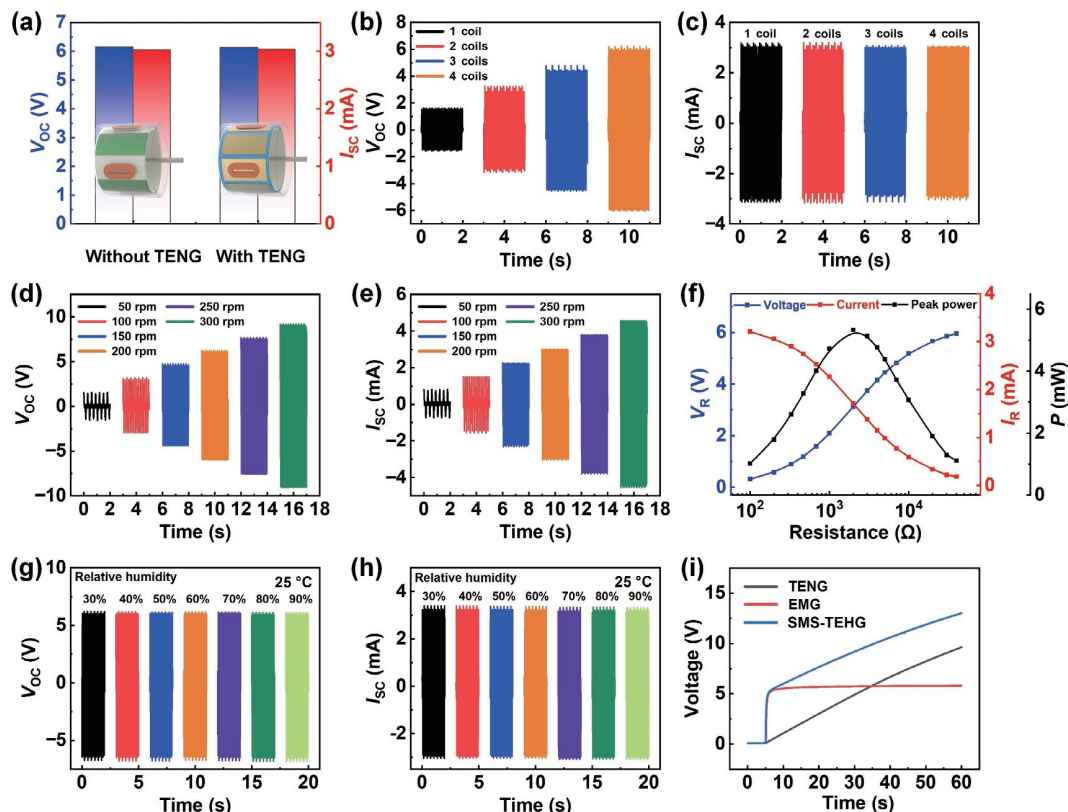 (a)
7
6
5
4
3
2
1
0
V_OC (V)
3
2
1
0
I_SC (mA)
Without TENG
With TENG
(b)
8
6
4
2
0
−2
−4
−6
V_OC (V)
1 coil
2 coils
3 coils
4 coils
0 2 4 6 8 10
Time (s)
(c)
4
2
0
−2
−4
I_SC (mA)
1 coil 2 coils 3 coils 4 coils
0 2 4 6 8 10
Time (s)
(d)
10
5
0
−5
−10
V_OC (V)
50 rpm 250 rpm
100 rpm 300 rpm
150 rpm
200 rpm
0 2 4 6 8 10 12 14 16 18
Time (s)
(e)
6
4
2
0
−2
−4
I_SC (mA)
50 rpm 250 rpm
100 rpm 300 rpm
150 rpm
200 rpm
0 2 4 6 8 10 12 14 16 18
Time (s)
(f)
Voltage Current Peak power
8
6
4
2
0
V_R (V)
4
3
2
1
0
I_R (mA)
6
4
2
0
P (mW)
10² 10³ 10⁴
Resistance (Ω)
(g)
10
5
0
−5
V_OC (V)
Relative humidity 25 °C
30% 40% 50% 60% 70% 80% 90%
0 5 10 15 20
Time (s)
(h)
4
2
0
−2
I_SC (mA)
Relative humidity 25 °C
30% 40% 50% 60% 70% 80% 90%
0 5 10 15 20
Time (s)
(i)
15
10
5
0
Voltage (V)
TENG
EMG
SMS-TEHG
0 10 20 30 40 50 60
Time (s)